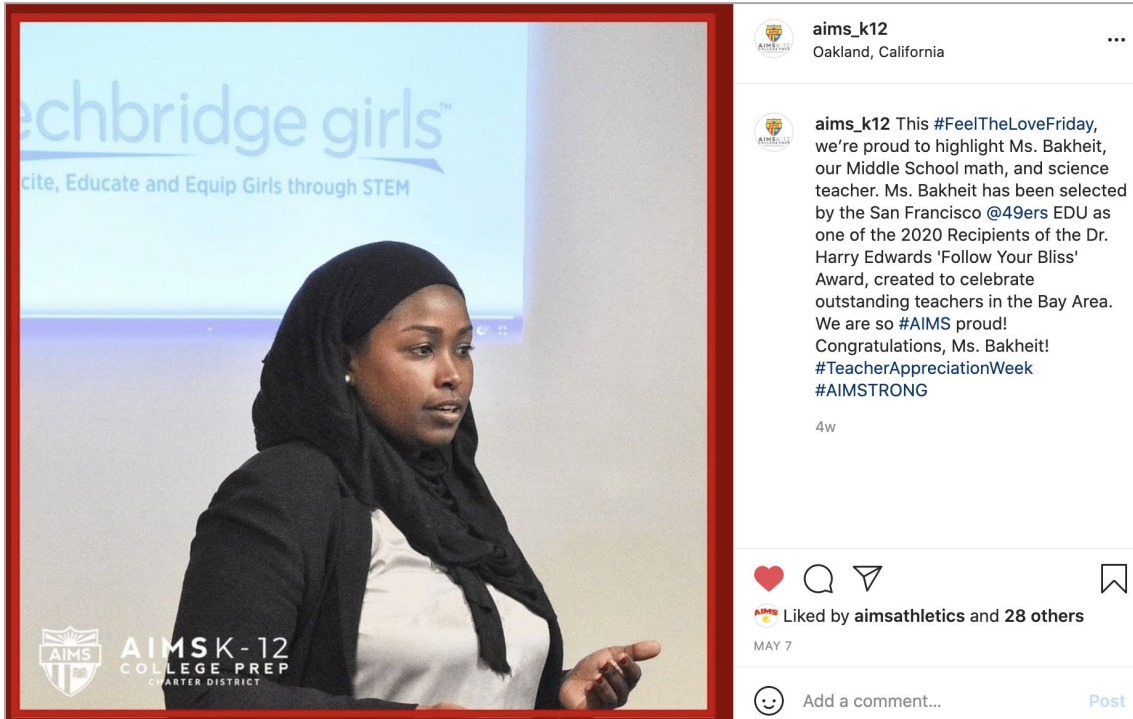 echbridge girls™
cite, Educate and Equip Girls through STEM
AIMS
AIMS K-12
COLLEGE PREP
CHARTER DISTRICT
aims_k12
Oakland, California
aims_k12 This #FeelTheLoveFriday,
we’re proud to highlight Ms. Bakheit,
our Middle School math, and science
teacher. Ms. Bakheit has been selected
by the San Francisco @49ers EDU as
one of the 2020 Recipients of the Dr.
Harry Edwards 'Follow Your Bliss'
Award, created to celebrate
outstanding teachers in the Bay Area.
We are so #AIMS proud!
Congratulations, Ms. Bakheit!
#TeacherAppreciationWeek
#AIMSTRONG
4w
AIMS
Liked by aimsathletics and 28 others
MAY 7
Add a comment... Post